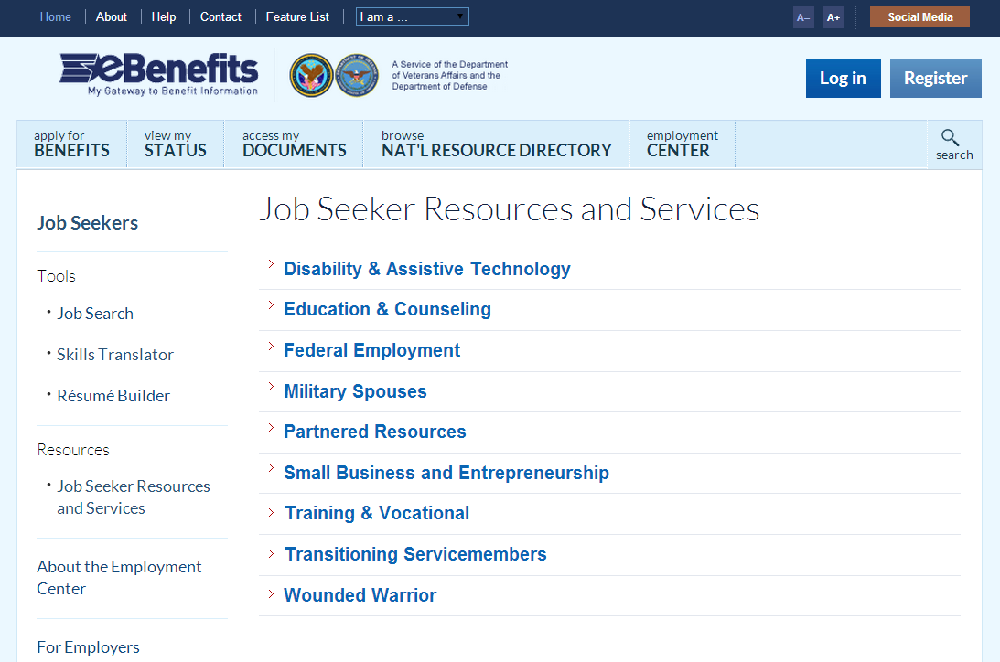 Home About Help Contact Feature List I am a ... A– A+ Social Media
eBenefits
My Gateway to Benefit Information
A Service of the Department
of Veterans Affairs and the
Department of Defense
Log in Register
apply for
BENEFITS
view my
STATUS
access my
DOCUMENTS
browse
NAT'L RESOURCE DIRECTORY
employment
CENTER
search
Job Seekers
Tools
Job Search
Skills Translator
Résumé Builder
Resources
Job Seeker Resources
and Services
About the Employment
Center
For Employers
Job Seeker Resources and Services
Disability & Assistive Technology
Education & Counseling
Federal Employment
Military Spouses
Partnered Resources
Small Business and Entrepreneurship
Training & Vocational
Transitioning Servicemembers
Wounded Warrior